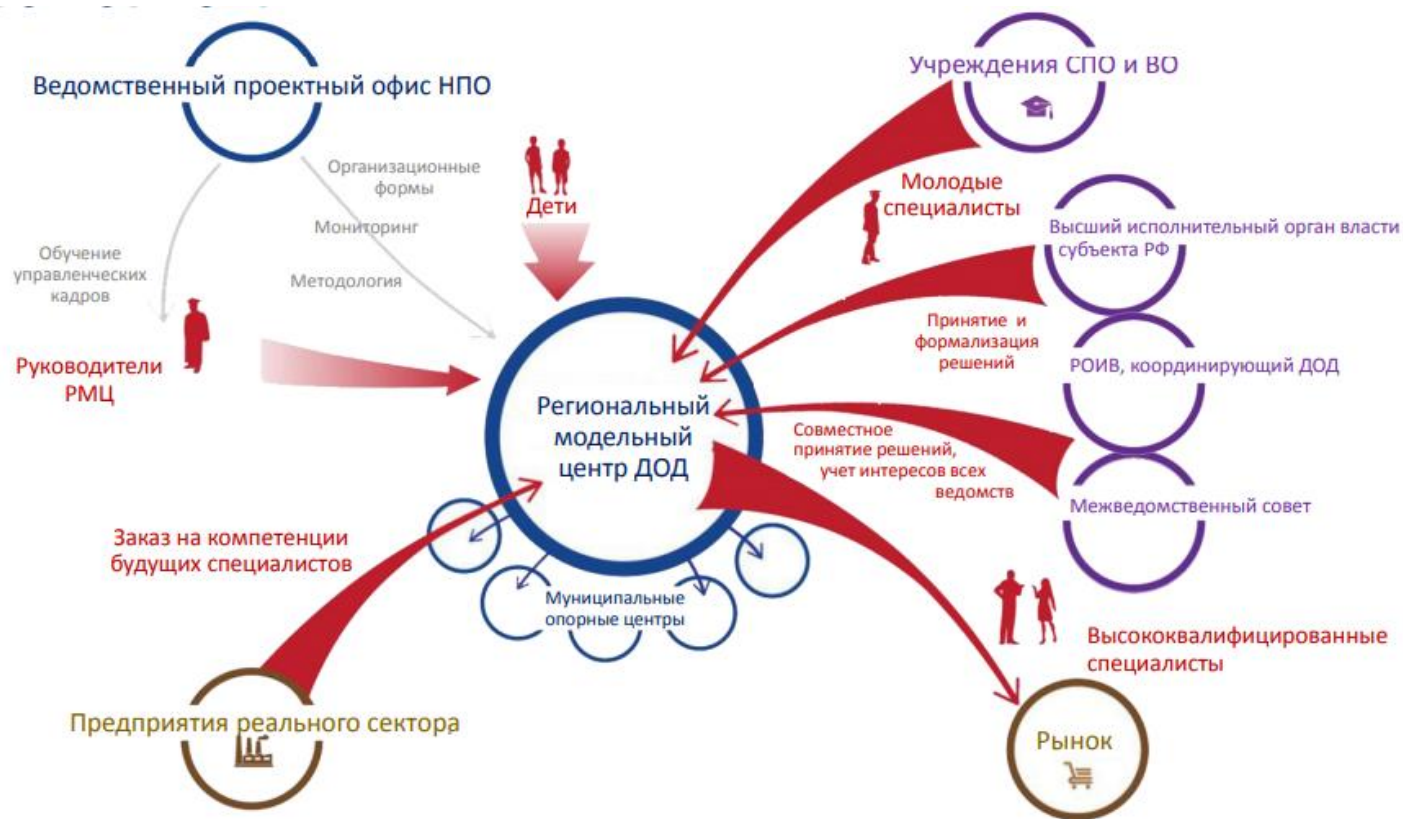 Ведомственный проектный офис НПО
Организационные
формы
Мониторинг
Методология
Обучение
управленческих
кадров
Руководители
РМЦ
Дети
Учреждения СПО и ВО
Молодые
специалисты
Высший исполнительный орган власти
субъекта РФ
Принятие и
формализация
решений
РОИВ, координирующий ДОД
Региональный
модельный
центр ДОД
Совместное
принятие решений,
учет интересов всех
ведомств
Межведомственный совет
Заказ на компетенции
будущих специалистов
Муниципальные
опорные центры
Высококвалифицированные
специалисты
Предприятия реального сектора
Рынок